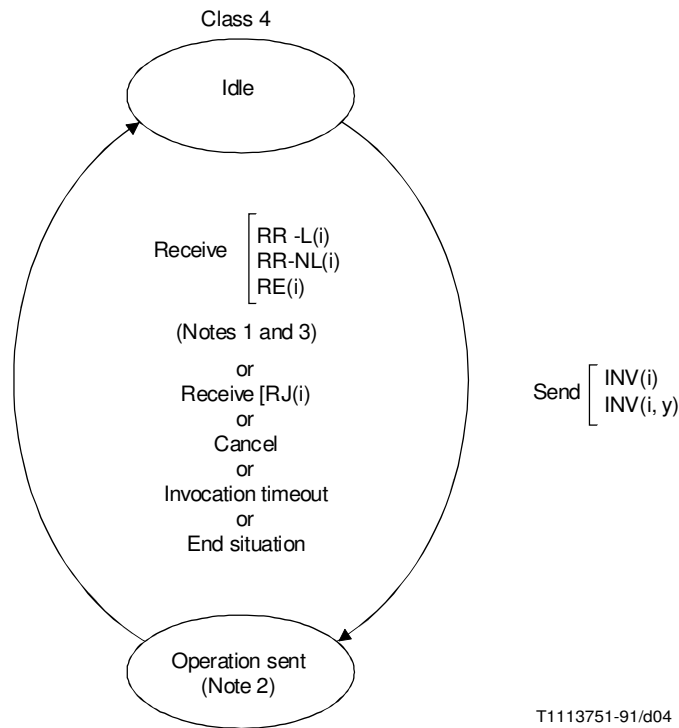 Class 4
Idle
Receive
RR -L(i)
RR-NL(i)
RE(i)
(Notes 1 and 3)
or
Receive [RJ(i)
or
Cancel
or
Invocation timeout
or
End situation
Send
INV(i)
INV(i, y)
Operation sent
(Note 2)
T1113751-91/d04